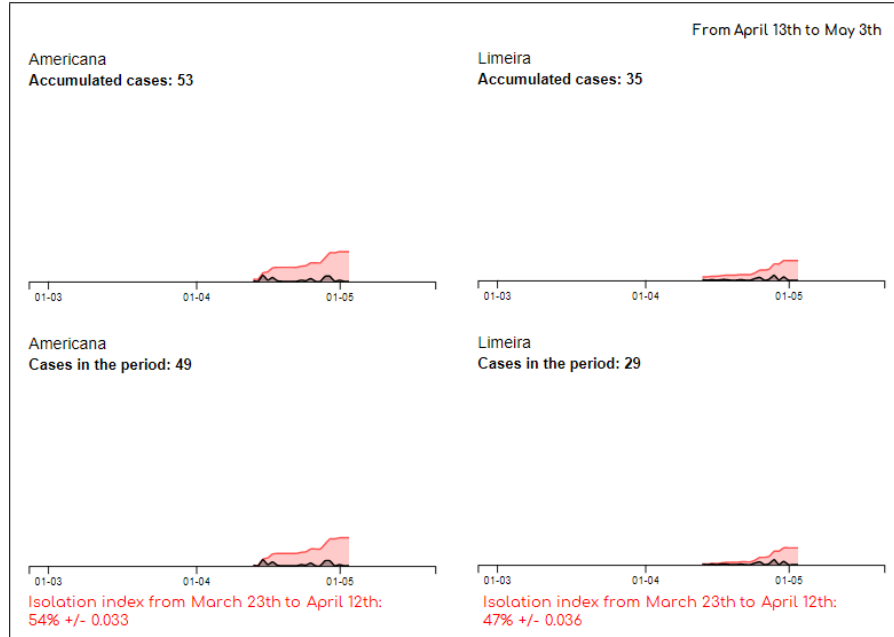 From April 13th to May 3th
Americana
Accumulated cases: 53
Limeira
Accumulated cases: 35
01-03 01-04 01-05
01-03 01-04 01-05
Americana
Cases in the period: 49
Limeira
Cases in the period: 29
01-03 01-04 01-05
01-03 01-04 01-05
Isolation index from March 23th to April 12th:
54% +/- 0.033
Isolation index from March 23th to April 12th:
47% +/- 0.036